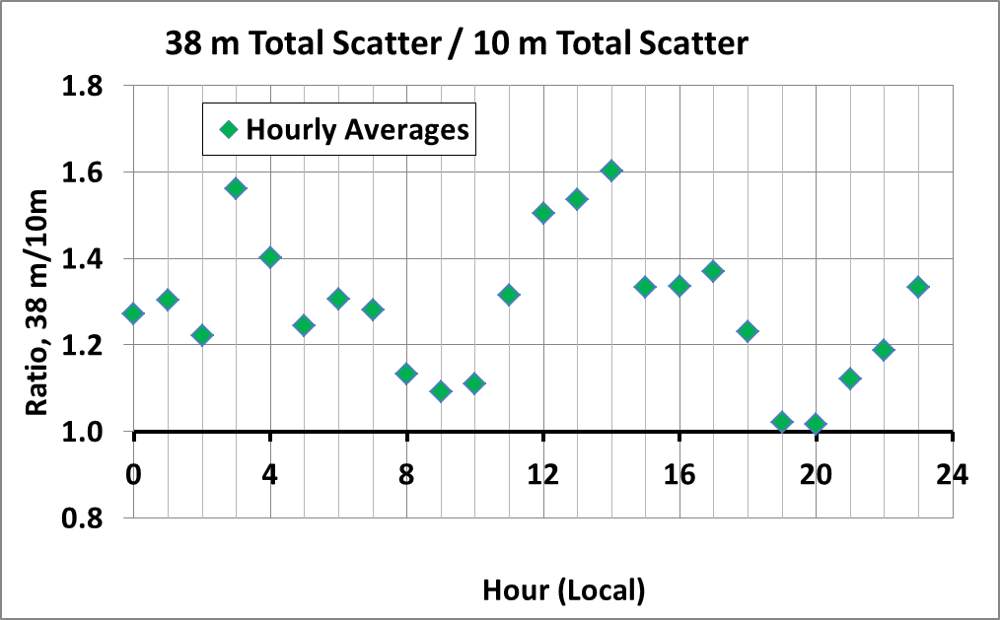 38 m Total Scatter / 10 m Total Scatter
1.8
Hourly Averages
1.6
1.4
1.2
1.0
0.8
Ratio, 38 m/10m
0 4 8 12 16 20 24
Hour (Local)